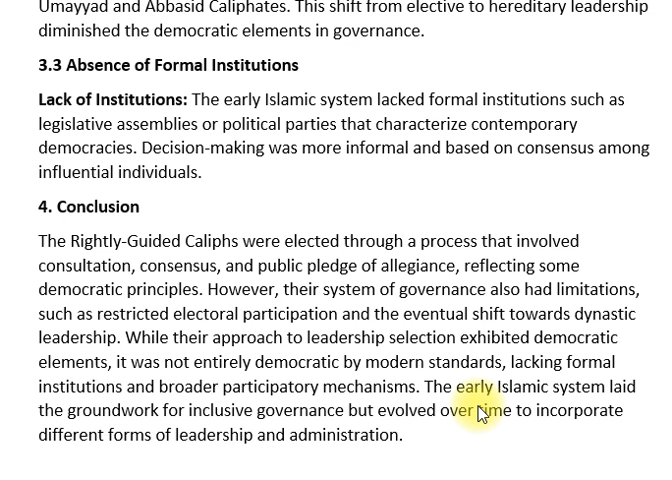 Umayyad and Abbasid Caliphates. This shift from elective to hereditary leadership
diminished the democratic elements in governance.
3.3 Absence of Formal Institutions
Lack of Institutions: The early Islamic system lacked formal institutions such as
legislative assemblies or political parties that characterize contemporary
democracies. Decision-making was more informal and based on consensus among
influential individuals.
4. Conclusion
The Rightly-Guided Caliphs were elected through a process that involved
consultation, consensus, and public pledge of allegiance, reflecting some
democratic principles. However, their system of governance also had limitations,
such as restricted electoral participation and the eventual shift towards dynastic
leadership. While their approach to leadership selection exhibited democratic
elements, it was not entirely democratic by modern standards, lacking formal
institutions and broader participatory mechanisms. The early Islamic system laid
the groundwork for inclusive governance but evolved over time to incorporate
different forms of leadership and administration.